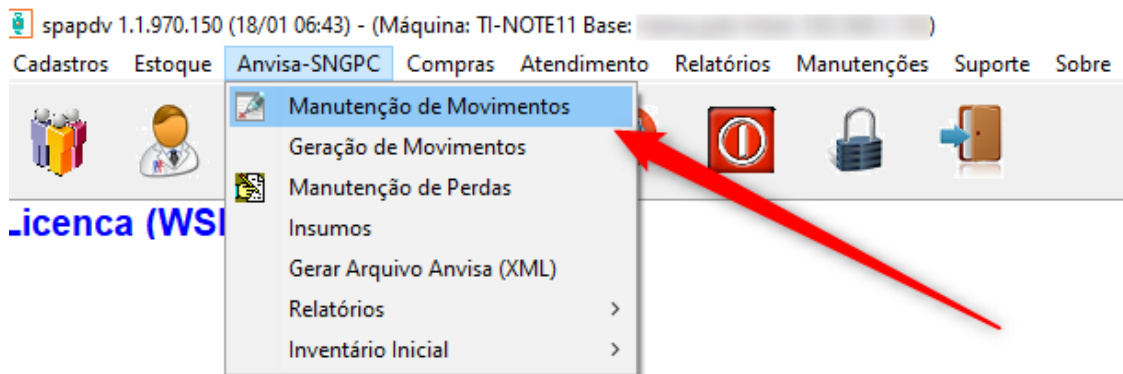 spapdv 1.1.970.150 (18/01 06:43) - (Máquina: TI-NOTE11 Base: )
Cadastros Estoque Anvisa-SNGPC Compras Atendimento Relatórios Manutenções Suporte Sobre
Manutenção de Movimentos
Geração de Movimentos
Manutenção de Perdas
Insumos
Gerar Arquivo Anvisa (XML)
Relatórios >
Inventário Inicial >
Licenca (WS